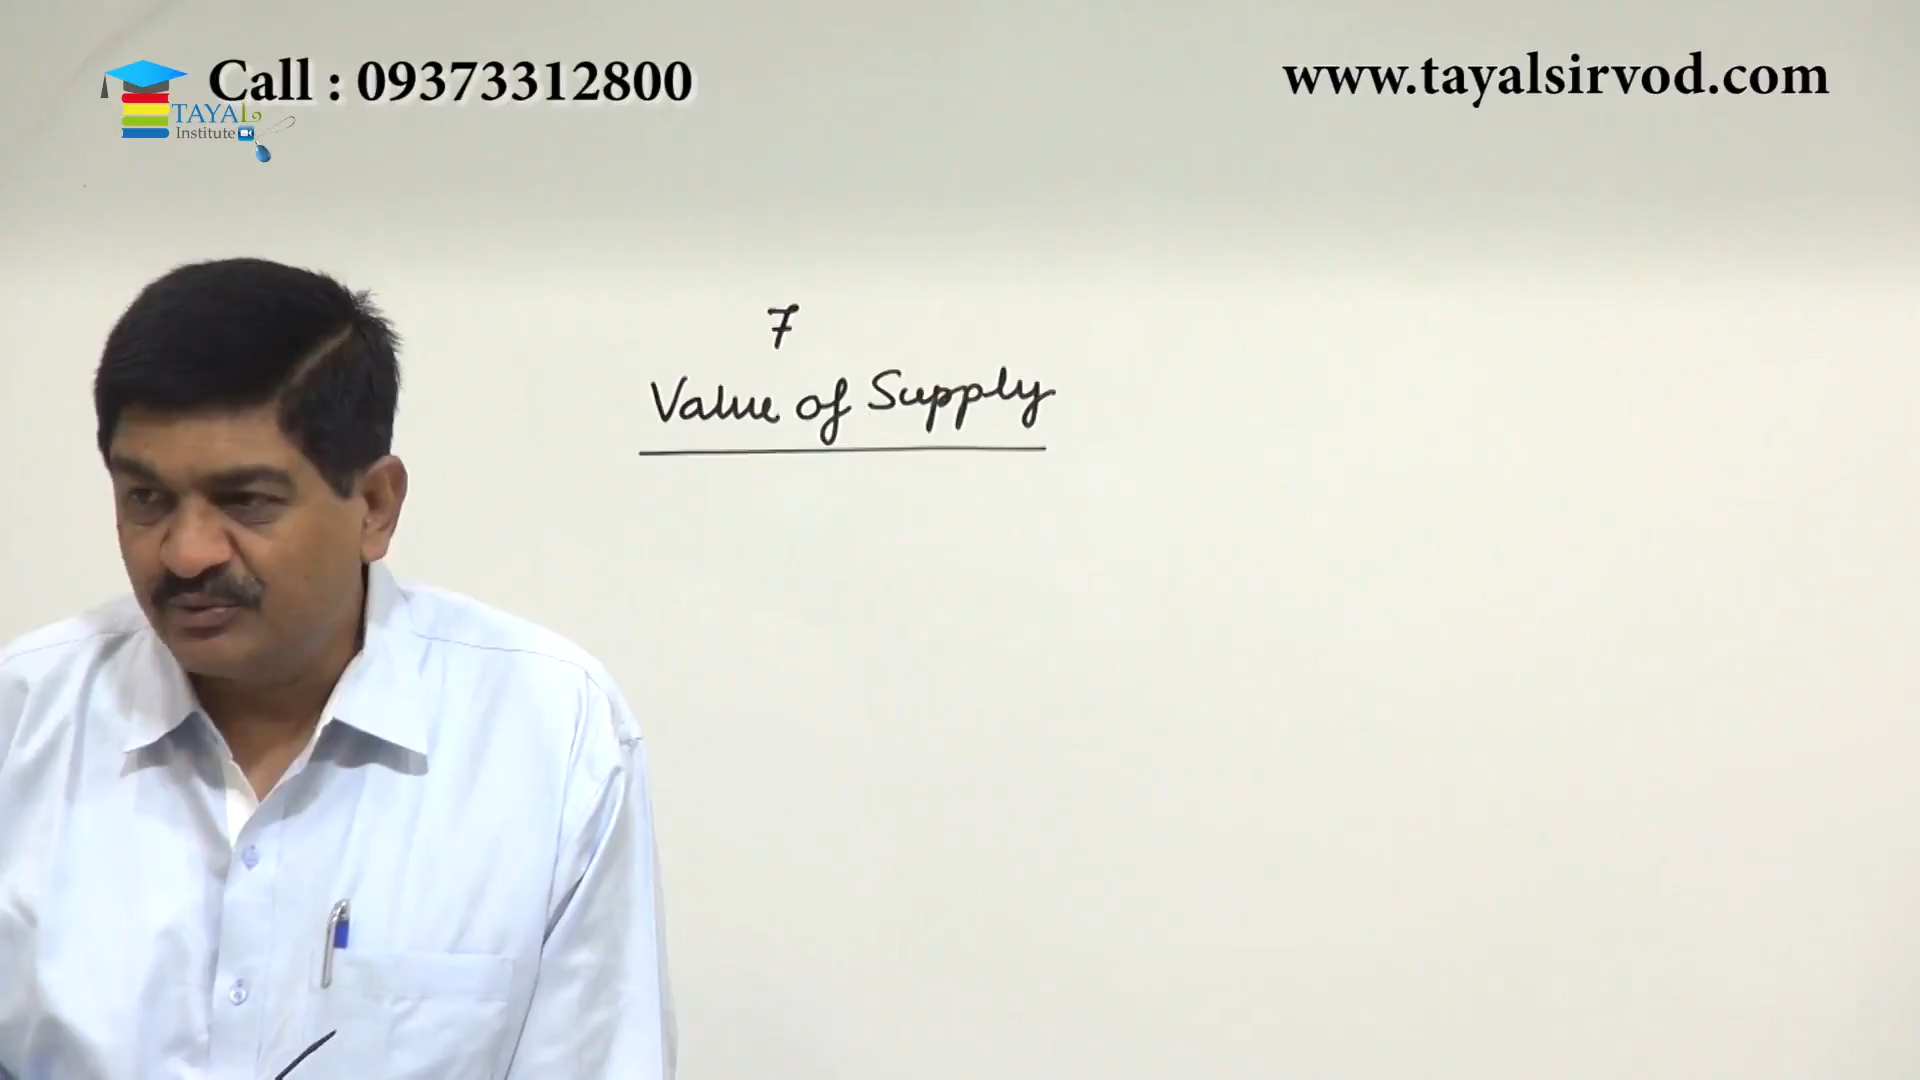 Call : 09373312800
www.tayalsirvod.com
TAYAL
Institute
7
Value of Supply